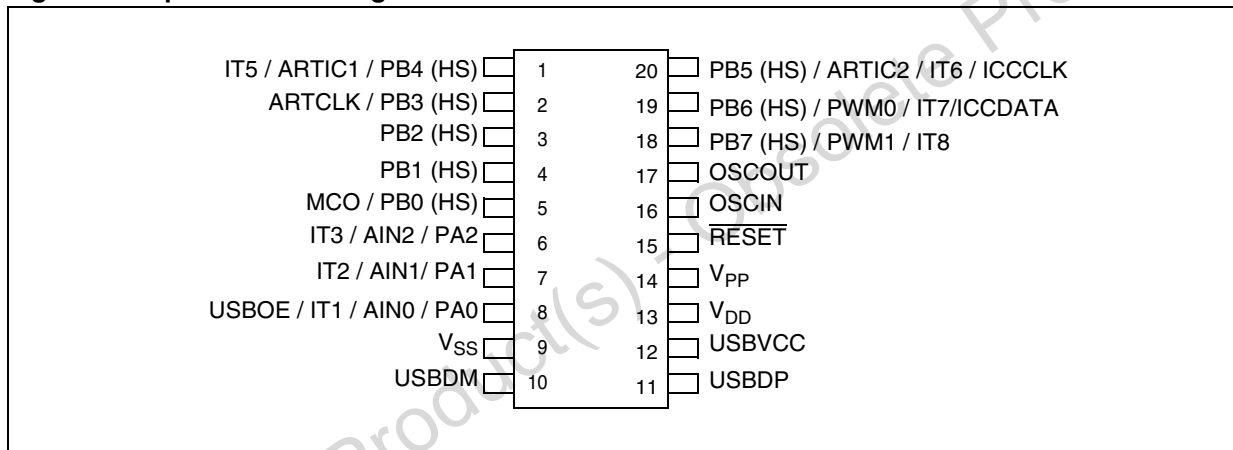 IT5 / ARTIC1 / PB4 (HS) 1 20 PB5 (HS) / ARTIC2 / IT6 / ICCCLK
ARTCLK / PB3 (HS) 2 19 PB6 (HS) / PWM0 / IT7/ICCDATA
PB2 (HS) 3 18 PB7 (HS) / PWM1 / IT8
PB1 (HS) 4 17 OSCOUT
MCO / PB0 (HS) 5 16 OSCIN
IT3 / AIN2 / PA2 6 15 RESET
IT2 / AIN1/ PA1 7 14 VPP
USBOE / IT1 / AIN0 / PA0 8 13 VDD
VSS 9 12 USBVCC
USBDM 10 11 USBDP
Product(s) - Obsolete